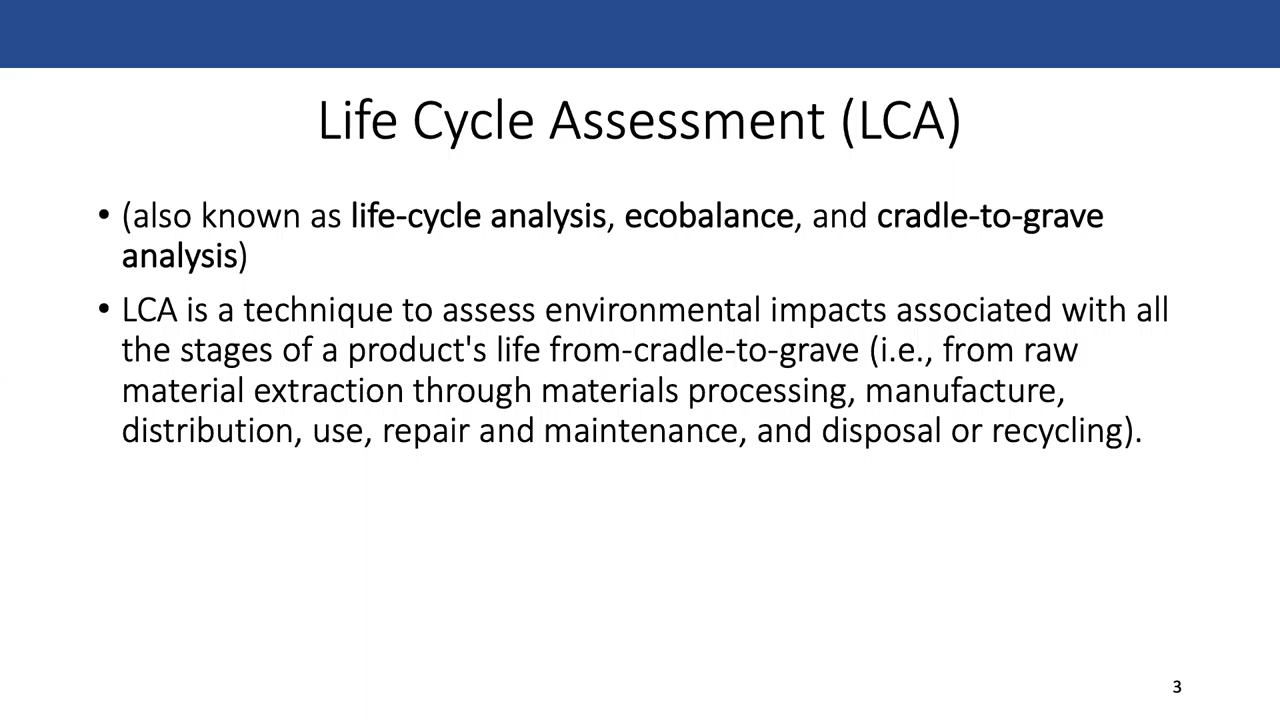 Life Cycle Assessment (LCA)
• (also known as life-cycle analysis, ecobalance, and cradle-to-grave
analysis)
• LCA is a technique to assess environmental impacts associated with all
the stages of a product's life from-cradle-to-grave (i.e., from raw
material extraction through materials processing, manufacture,
distribution, use, repair and maintenance, and disposal or recycling).
3